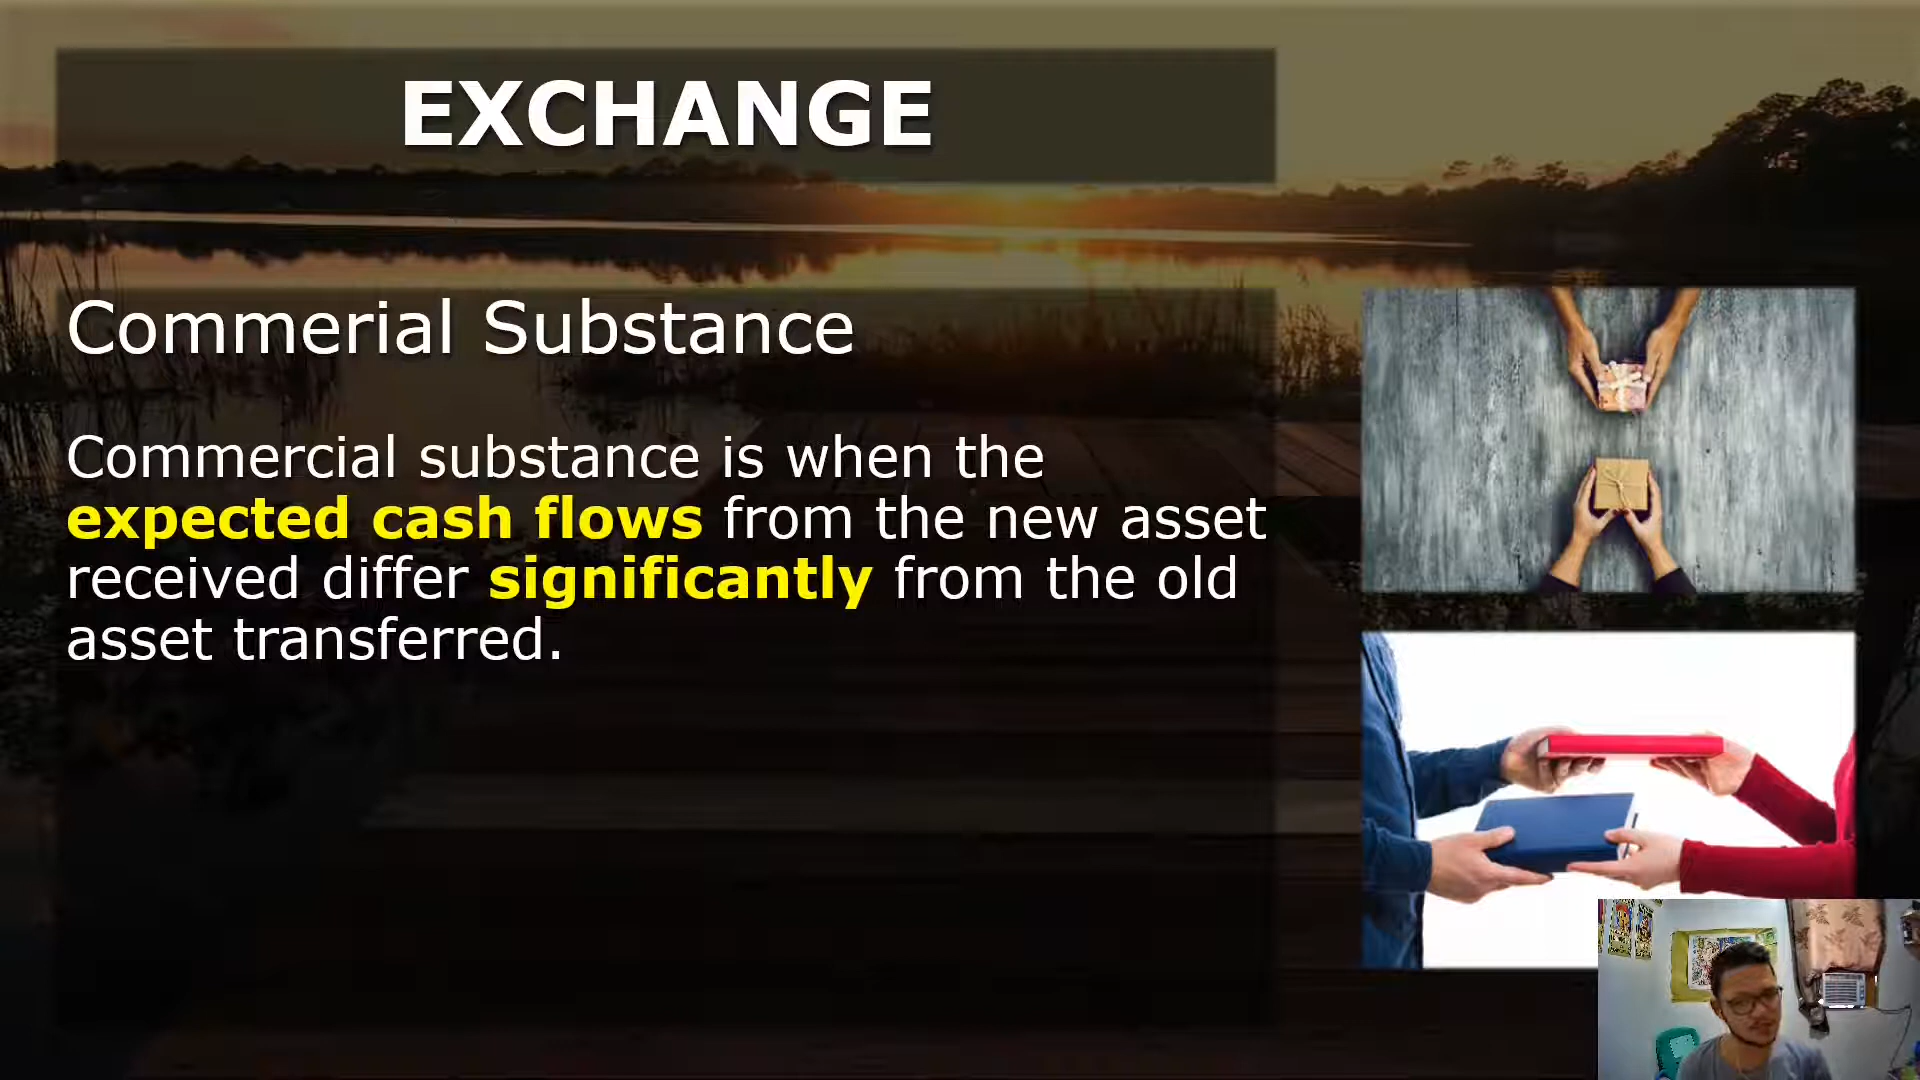 EXCHANGE
Commerial Substance
Commercial substance is when the
expected cash flows from the new asset
received differ significantly from the old
asset transferred.